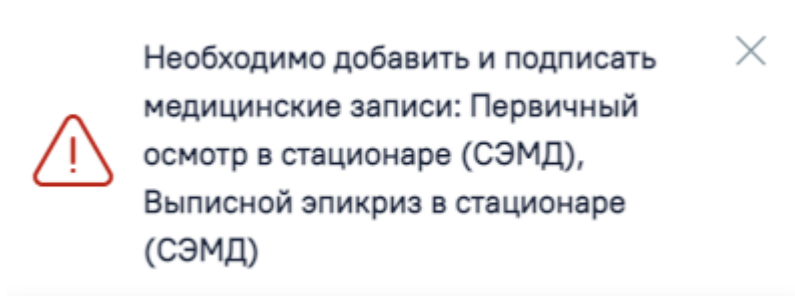 Необходимо добавить и подписать
медицинские записи: Первичный
осмотр в стационаре (СЭМД),
Выписной эпикриз в стационаре
(СЭМД)